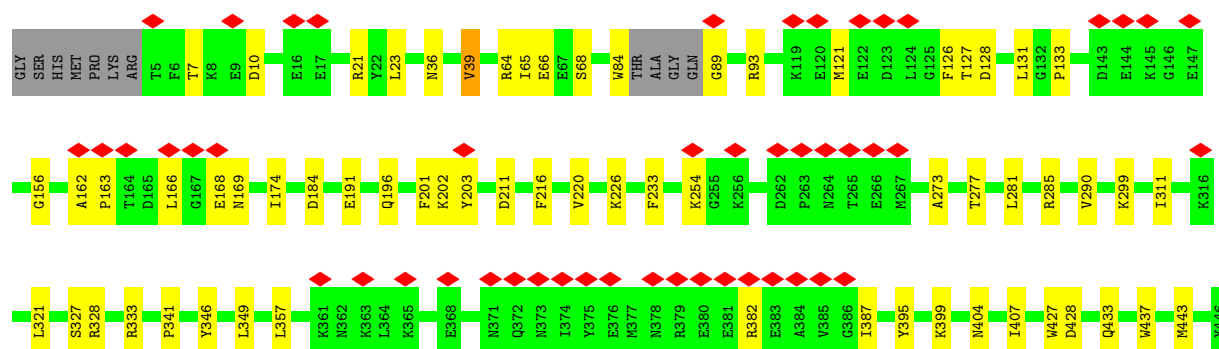 GLY SER HIS MET PRO LYS ARG T5 F6 T7 K8 E9 D10 E16 E17 R21 Y22 L23 N36 V39 R64 I65 E66 E67 S68 W84 THR ALA GLY GLN G89 R93 K119 E120 M121 E122 D123 L124 G125 F126 T127 D128 L131 G132 P133 D143 E144 K145 G146 E147
G156 A162 P163 T164 D165 L166 G167 E168 N169 I174 D184 E191 Q196 F201 K202 Y203 D211 F216 V220 K226 F233 K254 G255 K256 D262 P263 N264 T265 E266 M267 A273 T277 L281 R285 V290 K299 I311 K316
L321 S327 R328 R333 P341 Y346 L349 L357 K361 N362 K363 L364 K365 E368 N371 Q372 N373 I374 Y375 E376 M377 N378 R379 E380 E381 R382 E383 A384 V385 G386 I387 Y395 K399 N404 I407 W427 D428 Q433 W437 M443